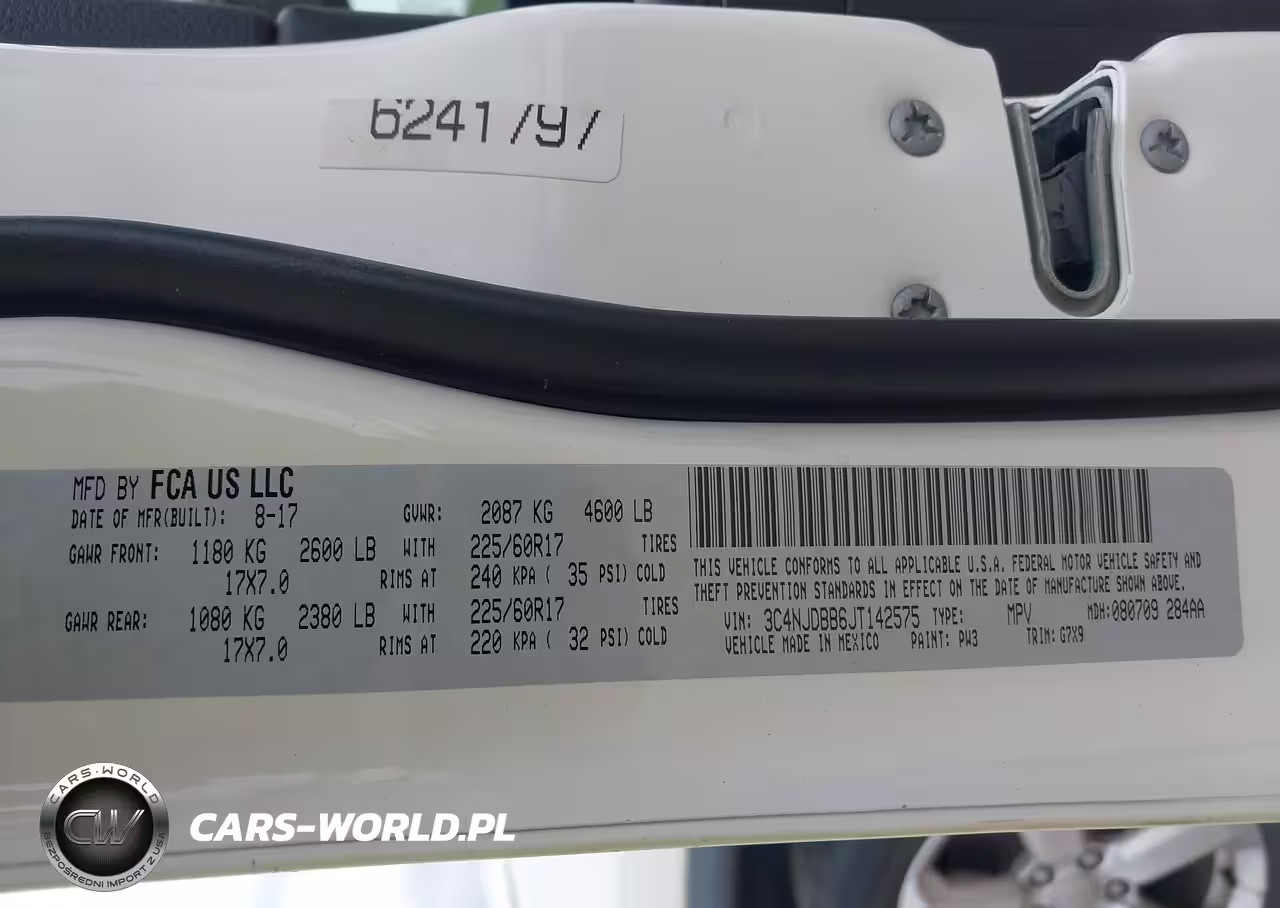 6241797
MFD BY FCA US LLC
DATE OF MFR(BUILT): 8-17 GVWR: 2087 KG 4600 LB
GAWR FRONT: 1180 KG 2600 LB WITH 225/60R17 TIRES
17X7.0 RIMS AT 240 KPA ( 35 PSI) COLD
GAWR REAR: 1080 KG 2380 LB WITH 225/60R17 TIRES
17X7.0 RIMS AT 220 KPA ( 32 PSI) COLD
THIS VEHICLE CONFORMS TO ALL APPLICABLE U.S.A. FEDERAL MOTOR VEHICLE SAFETY AND
THEFT PREVENTION STANDARDS IN EFFECT ON THE DATE OF MANUFACTURE SHOWN ABOVE.
VIN: 3C4NJDBB6JT142575 TYPE: MPV MDH:080709 284AA
VEHICLE MADE IN MEXICO PAINT: PW3 TRIM: G7X9
CARS-WORLD
CW
BEZPOŚREDNI IMPORT Z USA
CARS-WORLD.PL